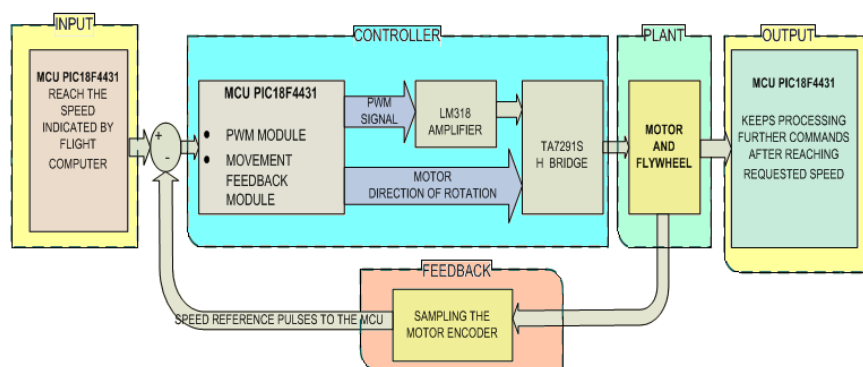 INPUT
MCU PIC18F4431
REACH THE
SPEED
INDICATED BY
FLIGHT
COMPUTER
+
-
CONTROLLER
MCU PIC18F4431
• PWM MODULE
• MOVEMENT
FEEDBACK
MODULE
PWM
SIGNAL
LM318
AMPLIFIER
MOTOR
DIRECTION OF ROTATION
TA7291S
H BRIDGE
PLANT
MOTOR
AND
FLYWHEEL
OUTPUT
MCU PIC18F4431
KEEPS PROCESSING
FURTHER COMMANDS
AFTER REACHING
REQUESTED SPEED
FEEDBACK
SAMPLING THE
MOTOR ENCODER
SPEED REFERENCE PULSES TO THE MCU